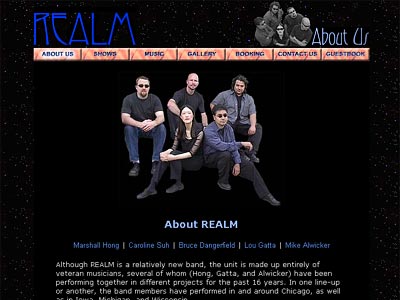 REALM
About Us
ABOUT US SHOWS MUSIC GALLERY BOOKING CONTACT US GUESTBOOK
About REALM
Marshall Hong | Caroline Suh | Bruce Dangerfield | Lou Gatta | Mike Alwicker
Although REALM is a relatively new band, the unit is made up entirely of
veteran musicians, several of whom (Hong, Gatta, and Alwicker) have been
performing together in different projects for the past 16 years. In one line-up
or another, the band members have performed in and around Chicago, as well
as in Iowa, Michigan, and Wisconsin.